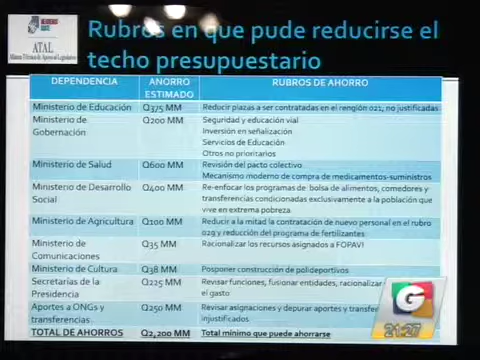 ATAL
Rubros en que pude reducirse el
techo presupuestario
DEPENDENCIA AHORRO ESTIMADO RUBROS DE AHORRO
Ministerio de Educación Q375 MM Reducir plazas a ser contratadas en el renglón 021, no justificadas
Ministerio de Gobernación Q200 MM Seguridad y educación vial
Inversión en señalización
Servicios de Educación
Otros no prioritarios
Ministerio de Salud Q600 MM Revisión del pacto colectivo
Mecanismo moderno de compra de medicamentos-suministros
Ministerio de Desarrollo Social Q400 MM Re-enfocar los programas de bolsa de alimentos, comedores y
transferencias condicionadas exclusivamente a la población que
vive en extrema pobreza
Ministerio de Agricultura Q100 MM Reducir a la mitad la contratación de nuevo personal en el rubro
029 y reducción del programa de fertilizantes
Ministerio de Comunicaciones Q35 MM Racionalizar los recursos asignados a FOPAVI
Ministerio de Cultura Q38 MM Posponer construcción de polideportivos
Secretarías de la Presidencia Q225 MM Revisar funciones, fusionar entidades, racionalizar
el gasto
Aportes a ONGs y transferencias Q250 MM Revisar asignaciones y depurar aportes y transfer
injustificados
TOTAL DE AHORROS Q2,200 MM Total mínimo que puede ahorrarse
G
21:27